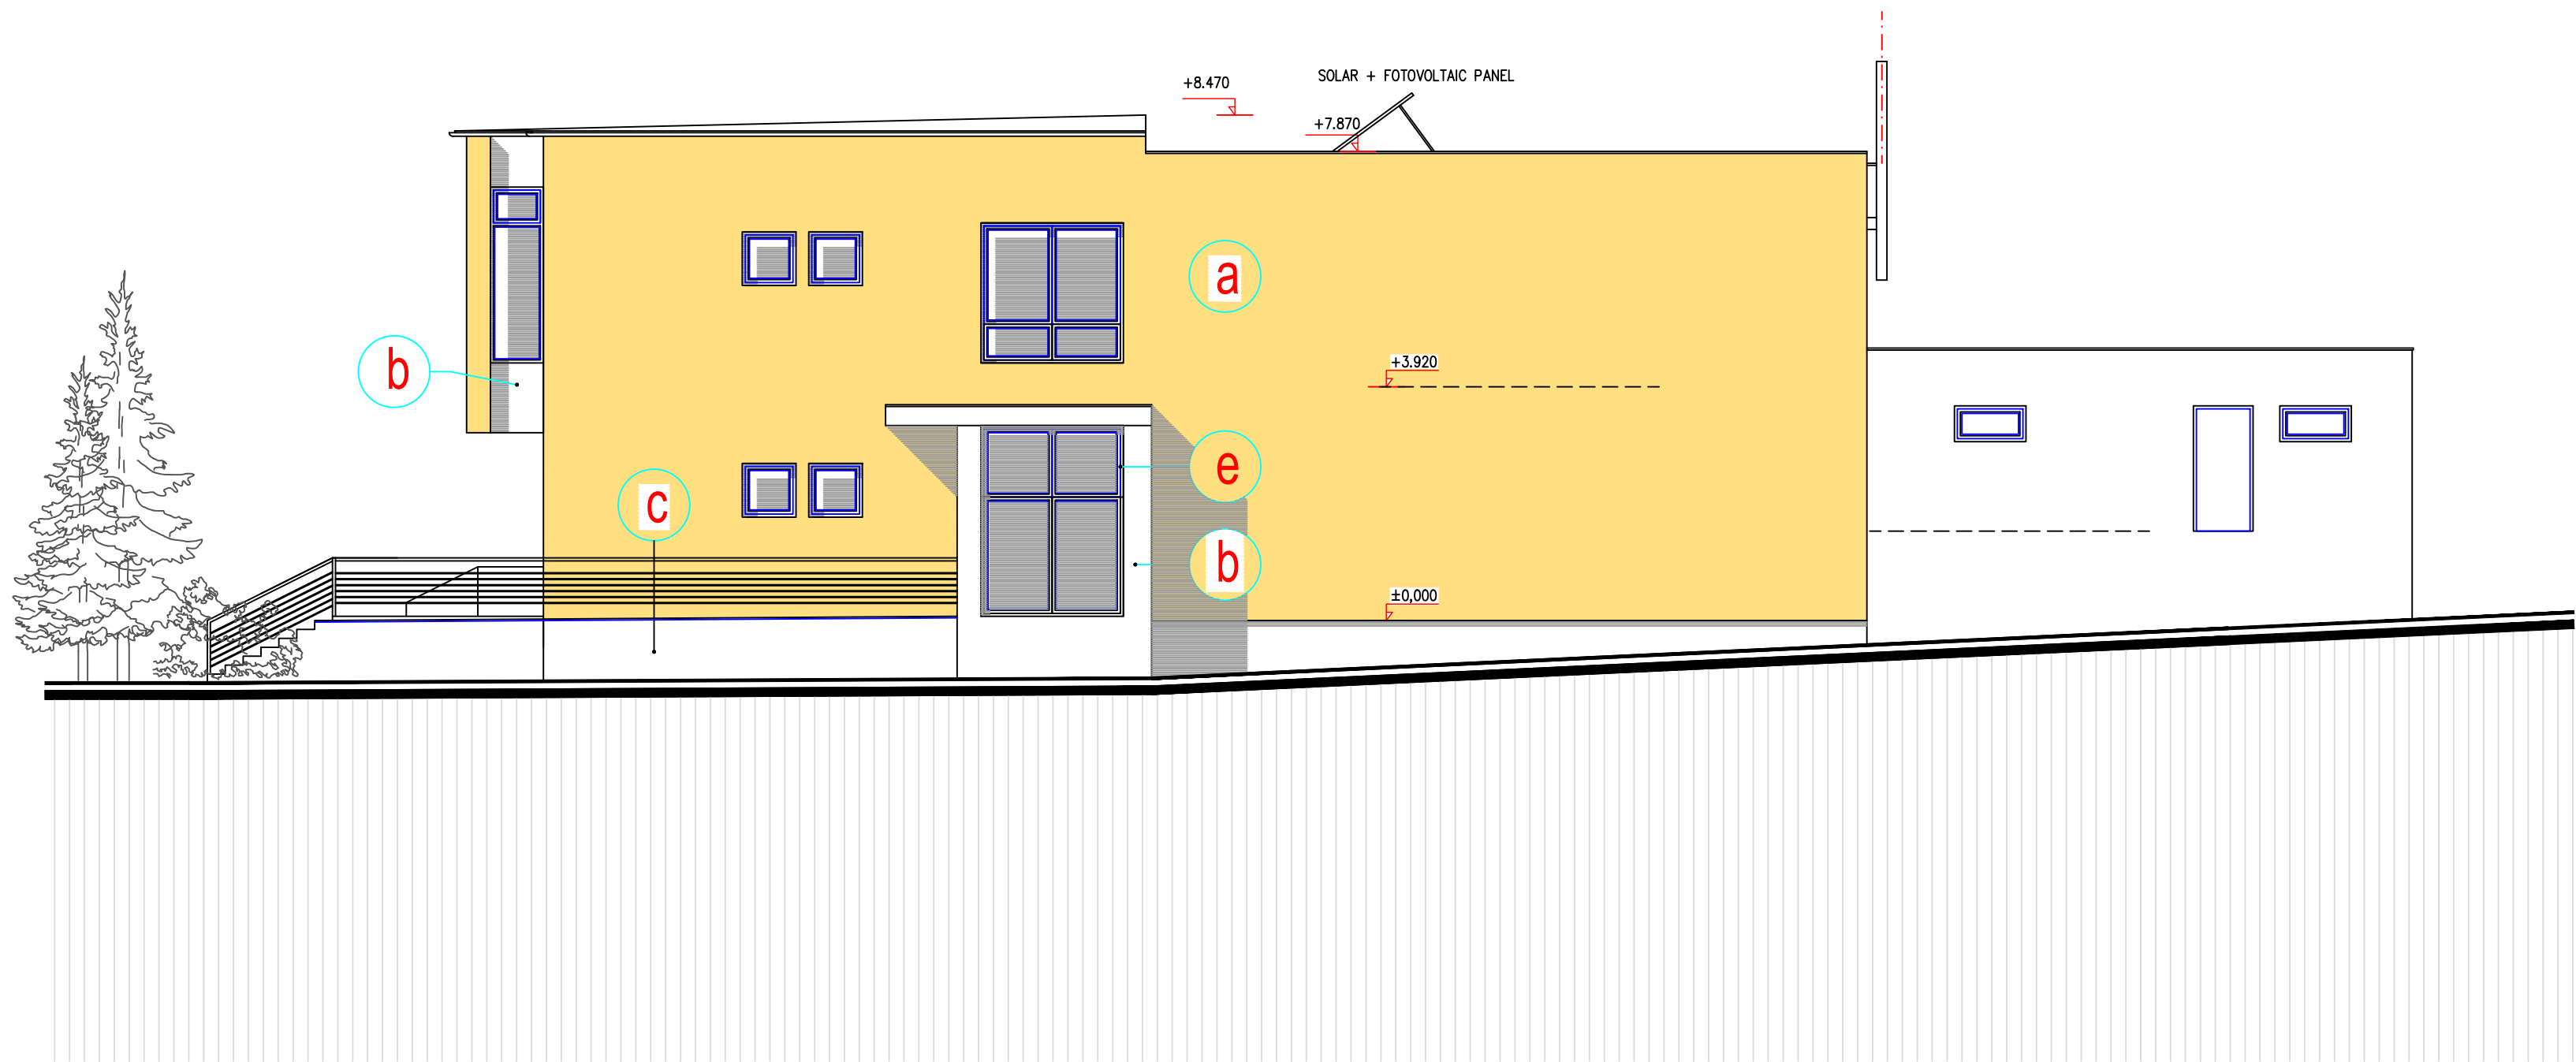 SOLAR + FOTOVOLTAIC PANEL
+8.470
+7.870
a
b
+3.920
e
c
b
±0,000